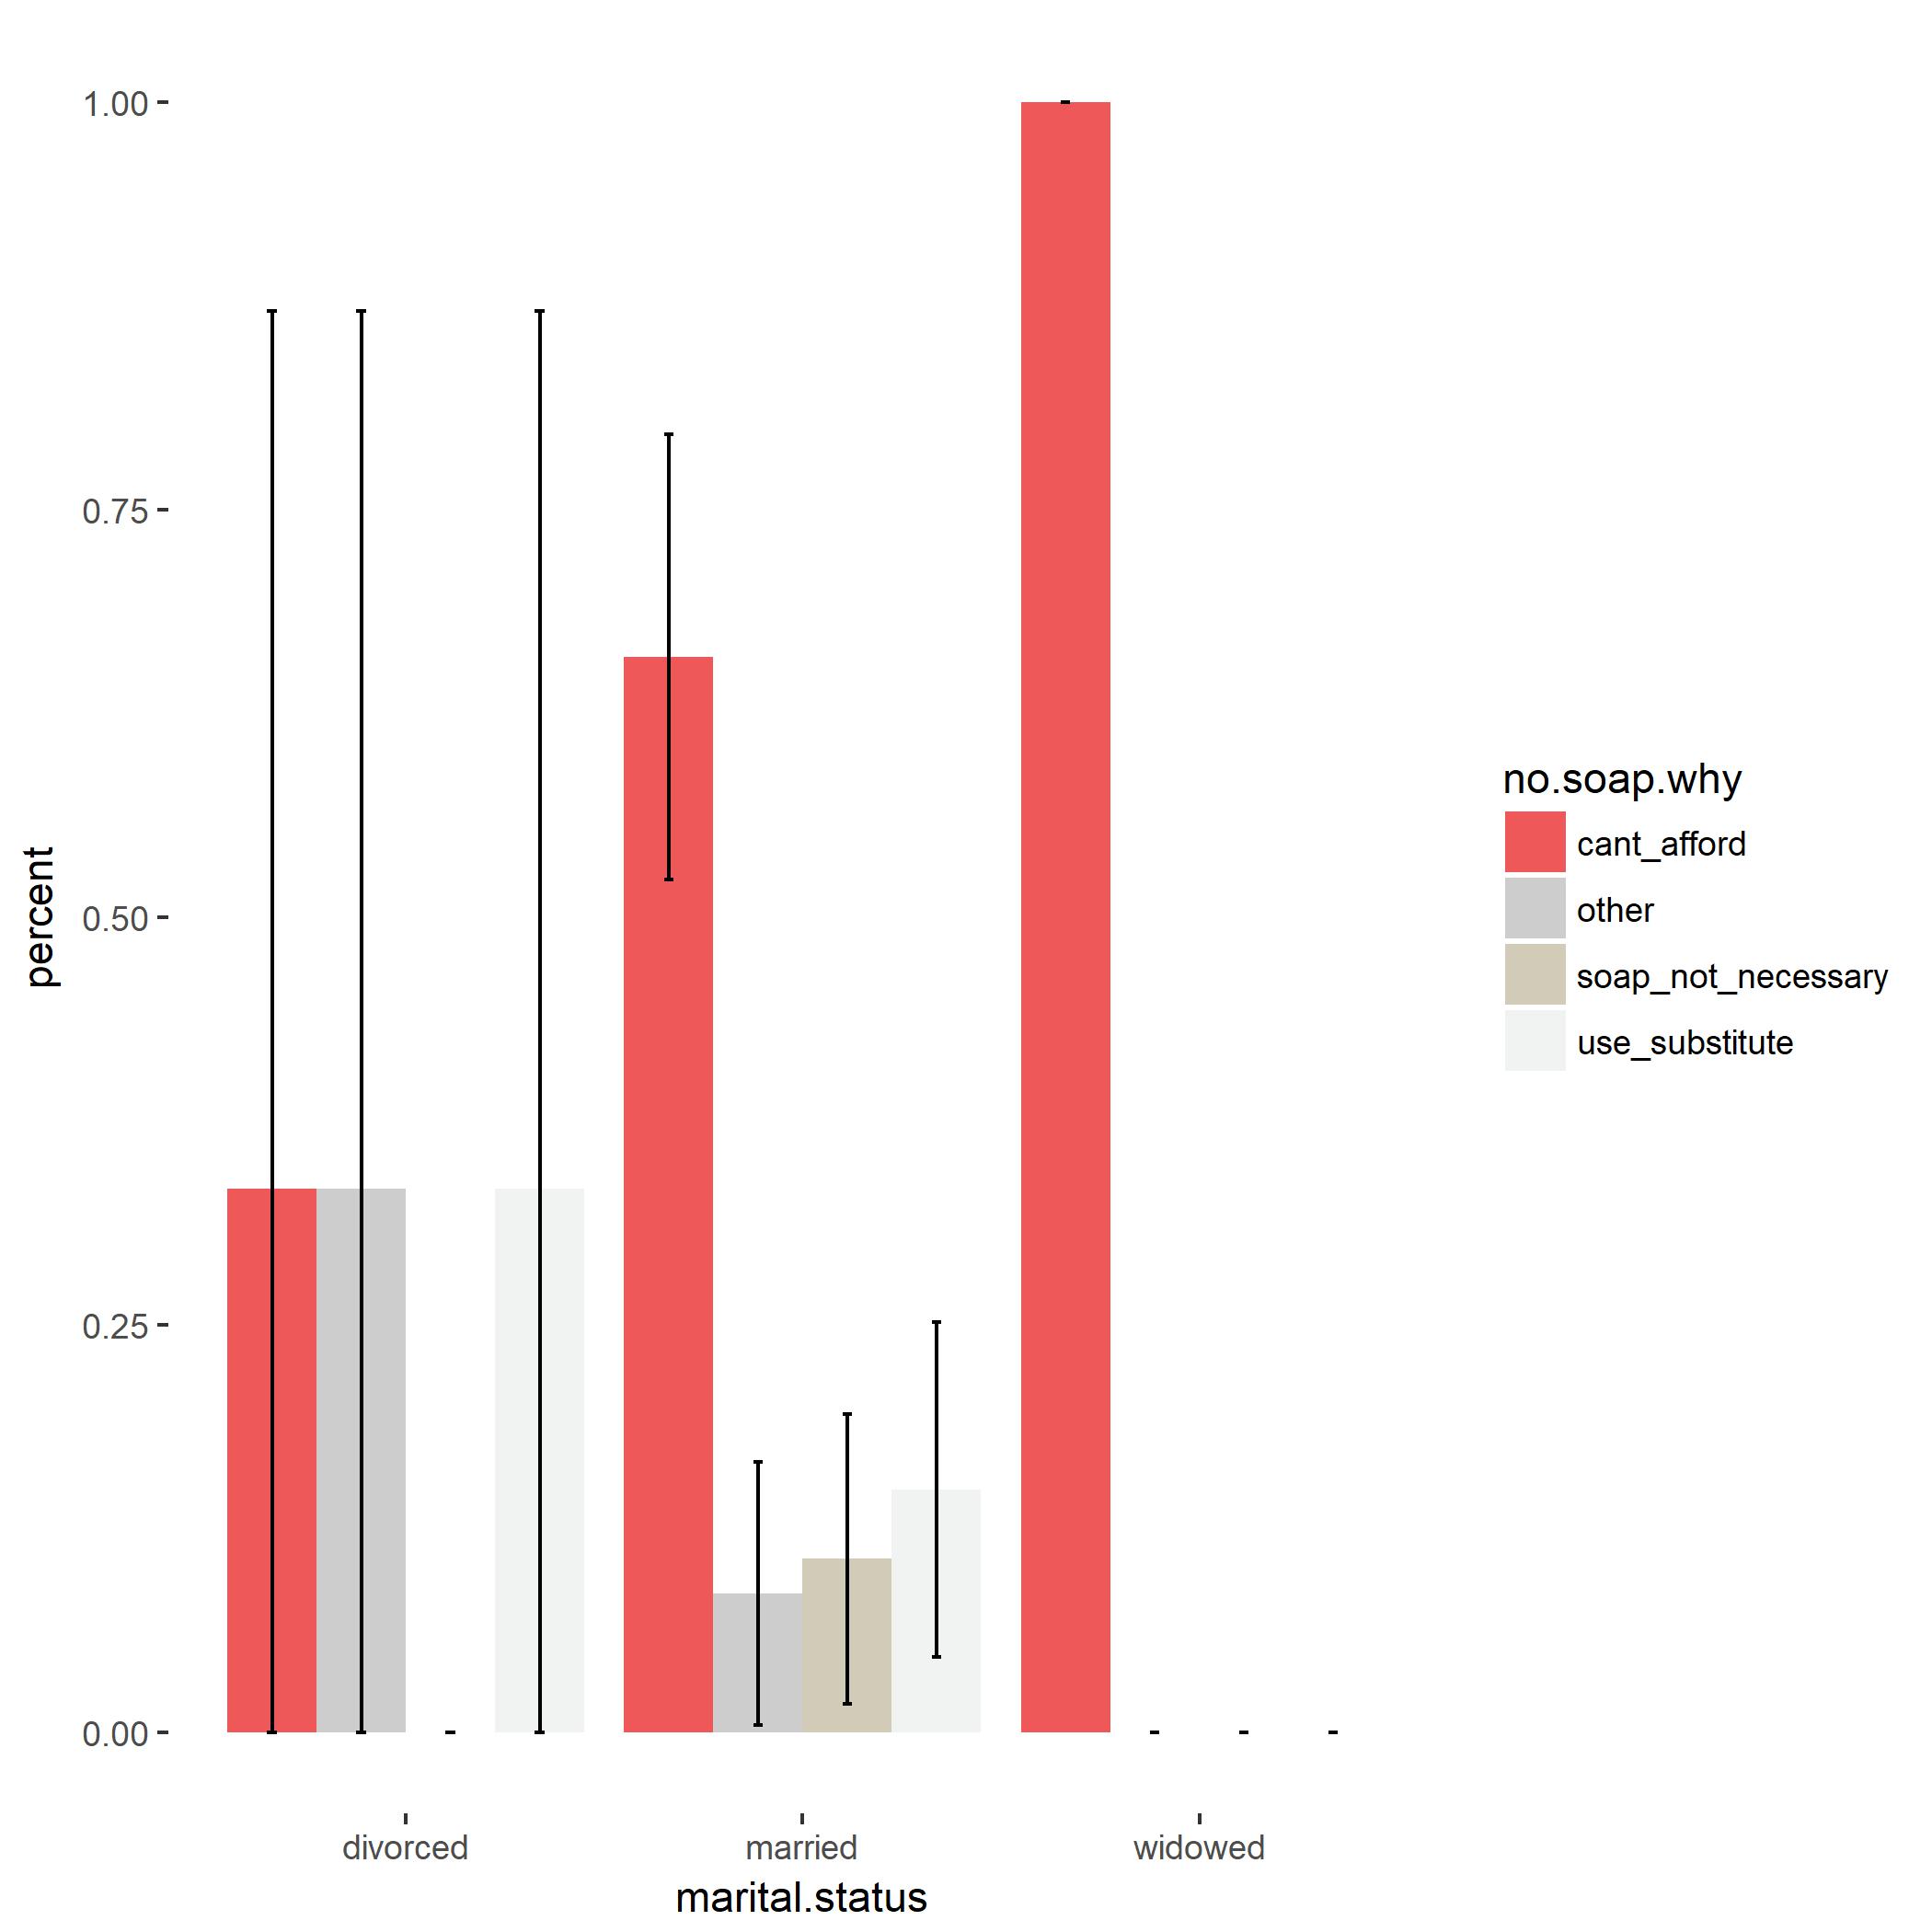 1.00
0.75
0.50
0.25
0.00
percent
divorced
married
widowed
marital.status
no.soap.why
cant_afford
other
soap_not_necessary
use_substitute